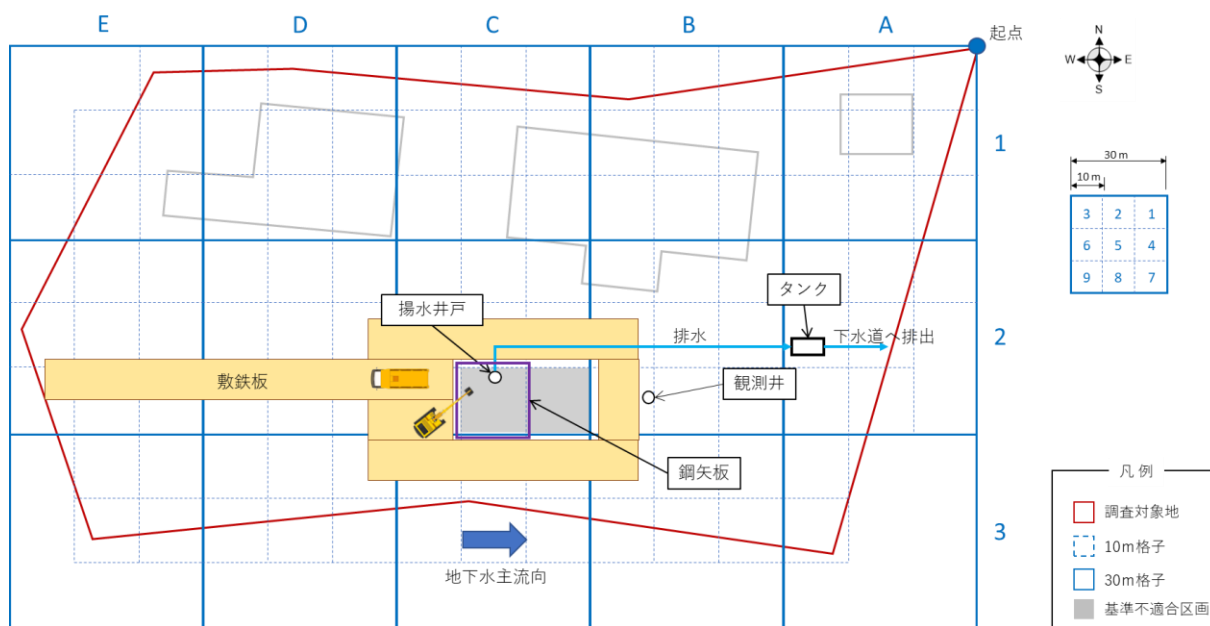 E D C B A 起点
N
W E
S
1
30 m
10 m
3 2 1
6 5 4
9 8 7
タンク
揚水井戸
排水 下水道へ排出
2
敷鉄板
観測井
鋼矢板
凡 例
調査対象地
3
10m格子
地下水主流向
30m格子
基準不適合区画